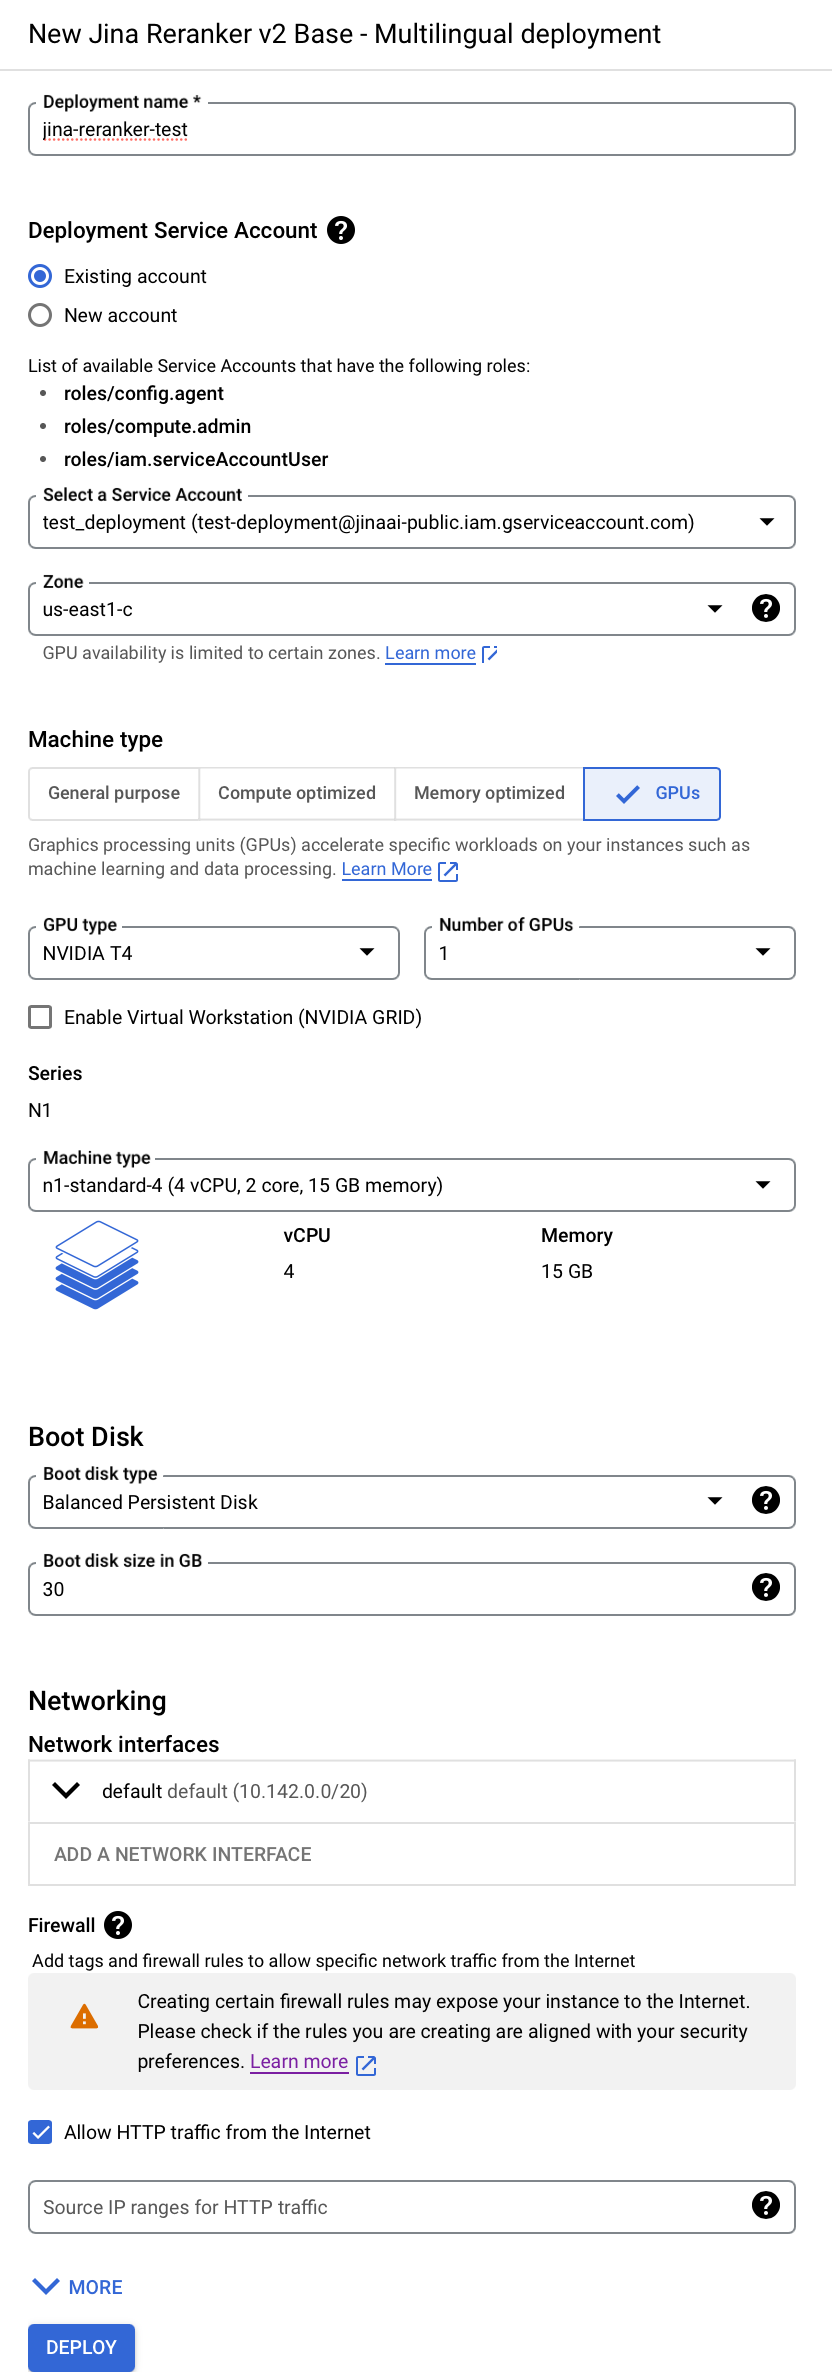 New Jina Reranker v2 Base - Multilingual deployment
Deployment name *
jina-reranker-test
Deployment Service Account
Existing account
New account
List of available Service Accounts that have the following roles:
• roles/config.agent
• roles/compute.admin
• roles/iam.serviceAccountUser
Select a Service Account
test_deployment (test-deployment@jinaai-public.iam.gserviceaccount.com)
Zone
us-east1-c
GPU availability is limited to certain zones. Learn more
Machine type
General purpose Compute optimized Memory optimized GPUs
Graphics processing units (GPUs) accelerate specific workloads on your instances such as
machine learning and data processing. Learn More
GPU type Number of GPUs
NVIDIA T4 1
Enable Virtual Workstation (NVIDIA GRID)
Series
N1
Machine type
n1-standard-4 (4 vCPU, 2 core, 15 GB memory)
vCPU Memory
4 15 GB
Boot Disk
Boot disk type
Balanced Persistent Disk
Boot disk size in GB
30
Networking
Network interfaces
default default (10.142.0.0/20)
ADD A NETWORK INTERFACE
Firewall
Add tags and firewall rules to allow specific network traffic from the Internet
Creating certain firewall rules may expose your instance to the Internet.
Please check if the rules you are creating are aligned with your security
preferences. Learn more
Allow HTTP traffic from the Internet
Source IP ranges for HTTP traffic
MORE
DEPLOY